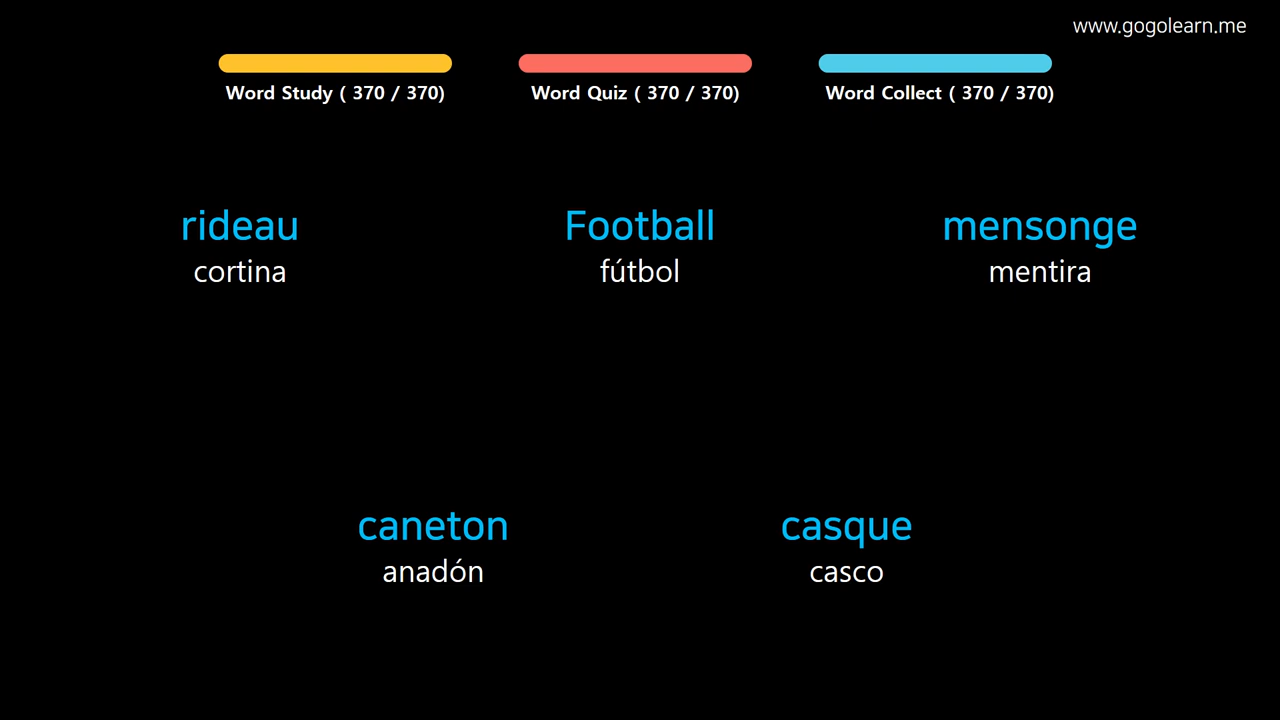 www.gogolearn.me
Word Study ( 370 / 370)
Word Quiz ( 370 / 370)
Word Collect ( 370 / 370)
rideau
cortina
Football
fútbol
mensonge
mentira
caneton
anadón
casque
casco